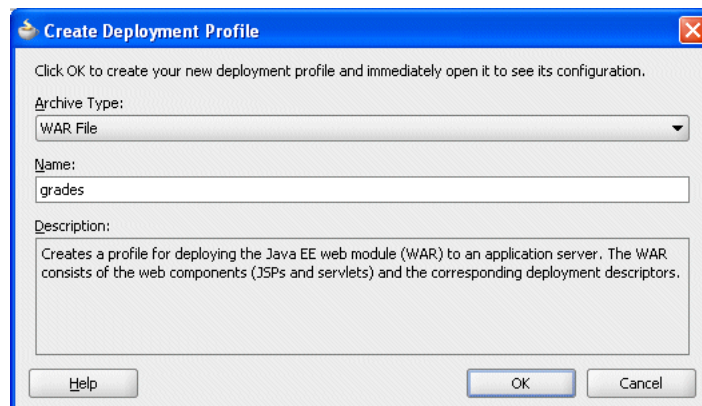 Create Deployment Profile
Click OK to create your new deployment profile and immediately open it to see its configuration.
Archive Type:
WAR File
Name:
grades
Description:
Creates a profile for deploying the Java EE web module (WAR) to an application server. The WAR
consists of the web components (JSPs and servlets) and the corresponding deployment descriptors.
Help OK Cancel